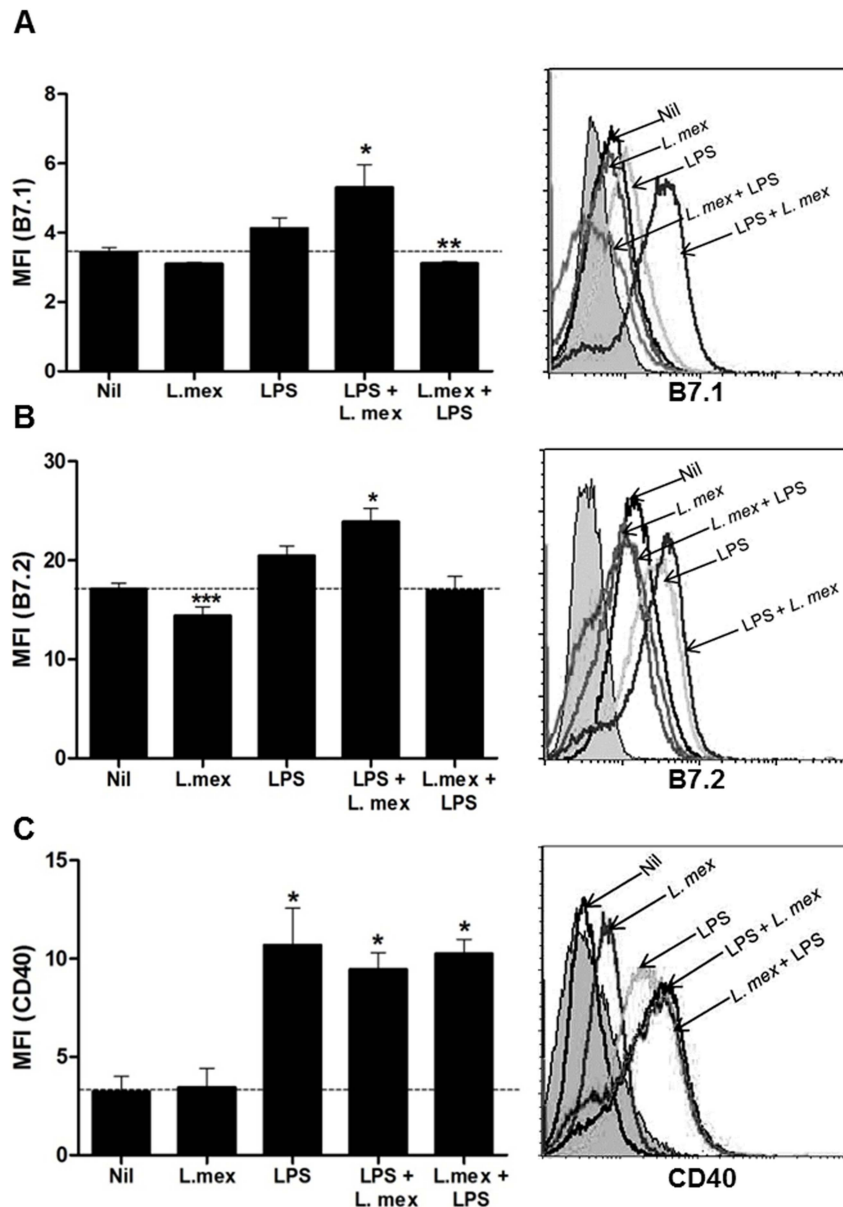 A
MFI (B7.1)
8
6
4
2
0
*
**
Nil
L.mex
LPS
LPS +
L. mex
L.mex +
LPS
Nil
L. mex
LPS
L. mex + LPS
LPS + L. mex
B7.1
B
MFI (B7.2)
30
20
10
0
***
*
Nil
L.mex
LPS
LPS +
L. mex
L.mex +
LPS
Nil
L. mex
L. mex + LPS
LPS
LPS + L. mex
B7.2
C
MFI (CD40)
15
10
5
0
*
*
*
Nil
L.mex
LPS
LPS +
L. mex
L.mex +
LPS
Nil
L. mex
LPS
LPS + L. mex
L. mex + LPS
CD40